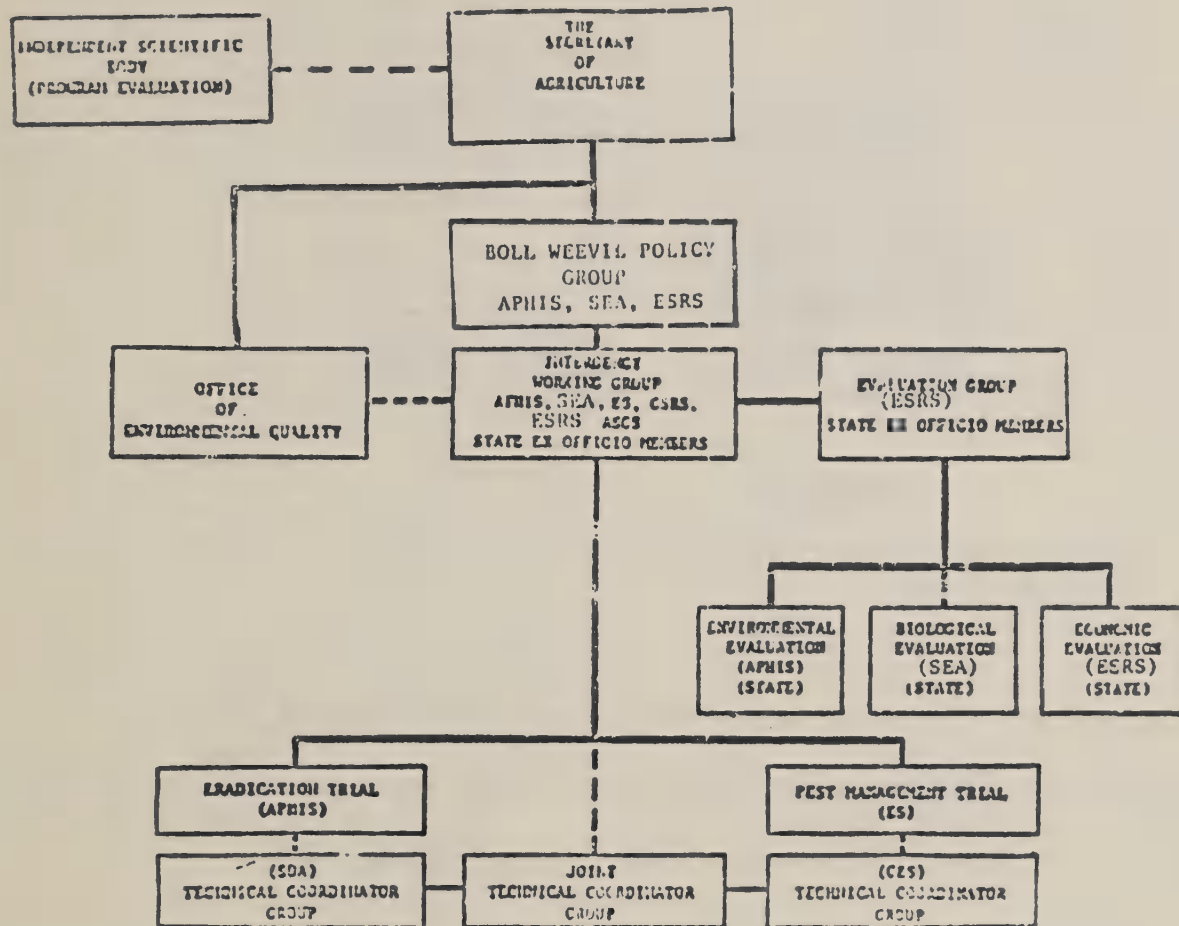 INDEPENDENT SCIENTIFIC
BODY
(PROGRAM EVALUATION)
THE
SECRETARY
OF
AGRICULTURE
BOLL WEEVIL POLICY
GROUP
APHIS, SEA, ESRS
OFFICE
OF
ENVIRONMENTAL QUALITY
INTERGENCY
WORKING GROUP
APHIS, SEA, ES, CSRS,
ESRS ASCS
STATE EX OFFICIO MEMBERS
EVALUATION GROUP
(ESRS)
STATE EX OFFICIO MEMBERS
ENVIRONMENTAL
EVALUATION
(APHIS)
(STATE)
BIOLOGICAL
EVALUATION
(SEA)
(STATE)
ECONOMIC
EVALUATION
(ESRS)
(STATE)
ERADICATION TRIAL
(APHIS)
PEST MANAGEMENT TRIAL
(ES)
(SDA)
TECHNICAL COORDINATOR
GROUP
JOINT
TECHNICAL COORDINATOR
GROUP
(CES)
TECHNICAL COORDINATOR
GROUP